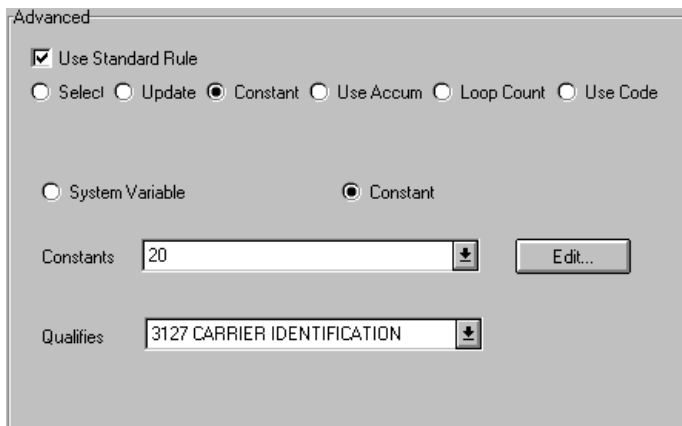 Advanced
Use Standard Rule
Select Update Constant Use Accum Loop Count Use Code
System Variable Constant
Constants 20 Edit...
Qualifies 3127 CARRIER IDENTIFICATION